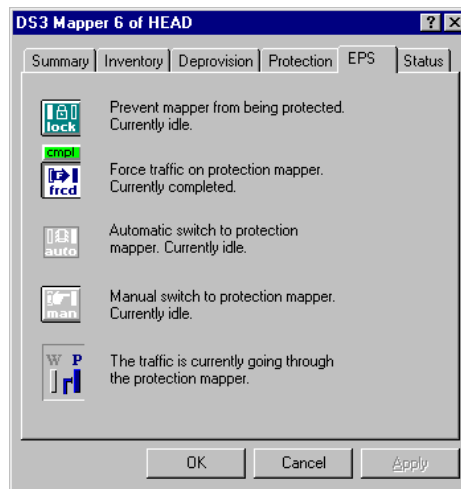 DS3 Mapper 6 of HEAD
Summary Inventory Deprovision Protection EPS Status
lock
Prevent mapper from being protected.
Currently idle.
cmpl
frcd
Force traffic on protection mapper.
Currently completed.
auto
Automatic switch to protection
mapper. Currently idle.
man
Manual switch to protection mapper.
Currently idle.
W P
The traffic is currently going through
the protection mapper.
OK Cancel Apply